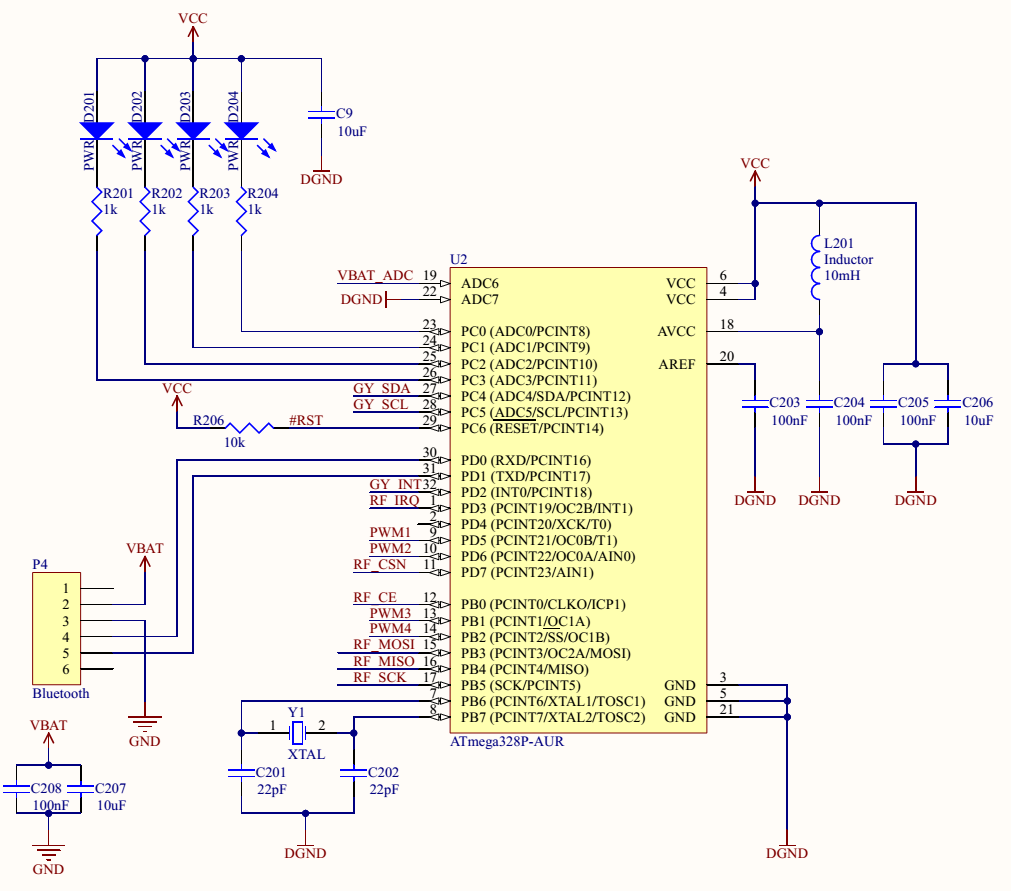 VCC
D201
D202
D203
D204
PWR
PWR
PWR
PWR
C9
10uF
DGND
R201
1k
R202
1k
R203
1k
R204
1k
VCC
L201
Inductor
10mH
U2
VBAT_ADC 19 ADC6
DGND 22 ADC7
23 PC0 (ADC0/PCINT8)
24 PC1 (ADC1/PCINT9)
25 PC2 (ADC2/PCINT10)
26 PC3 (ADC3/PCINT11)
GY_SDA 27 PC4 (ADC4/SDA/PCINT12)
GY_SCL 28 PC5 (ADC5/SCL/PCINT13)
VCC
R206
10k
#RST 29 PC6 (RESET/PCINT14)
30 PD0 (RXD/PCINT16)
31 PD1 (TXD/PCINT17)
GY_INT 32 PD2 (INT0/PCINT18)
RF_IRQ 1 PD3 (PCINT19/OC2B/INT1)
2 PD4 (PCINT20/XCK/T0)
PWM1 9 PD5 (PCINT21/OC0B/T1)
PWM2 10 PD6 (PCINT22/OC0A/AIN0)
RF_CSN 11 PD7 (PCINT23/AIN1)
RF_CE 12 PB0 (PCINT0/CLKO/ICP1)
PWM3 13 PB1 (PCINT1/OC1A)
PWM4 14 PB2 (PCINT2/SS/OC1B)
RF_MOSI 15 PB3 (PCINT3/OC2A/MOSI)
RF_MISO 16 PB4 (PCINT4/MISO)
RF_SCK 17 PB5 (SCK/PCINT5)
7 PB6 (PCINT6/XTAL1/TOSC1)
8 PB7 (PCINT7/XTAL2/TOSC2)
VCC 6
VCC 4
AVCC 18
AREF 20
GND 3
GND 5
GND 21
ATmega328P-AUR
C203
100nF
C204
100nF
C205
100nF
C206
10uF
DGND
DGND
DGND
DGND
P4
1
2
3
4
5
6
Bluetooth
VBAT
GND
VBAT
C208
100nF
C207
10uF
GND
Y1
1 2
XTAL
C201
22pF
C202
22pF
DGND